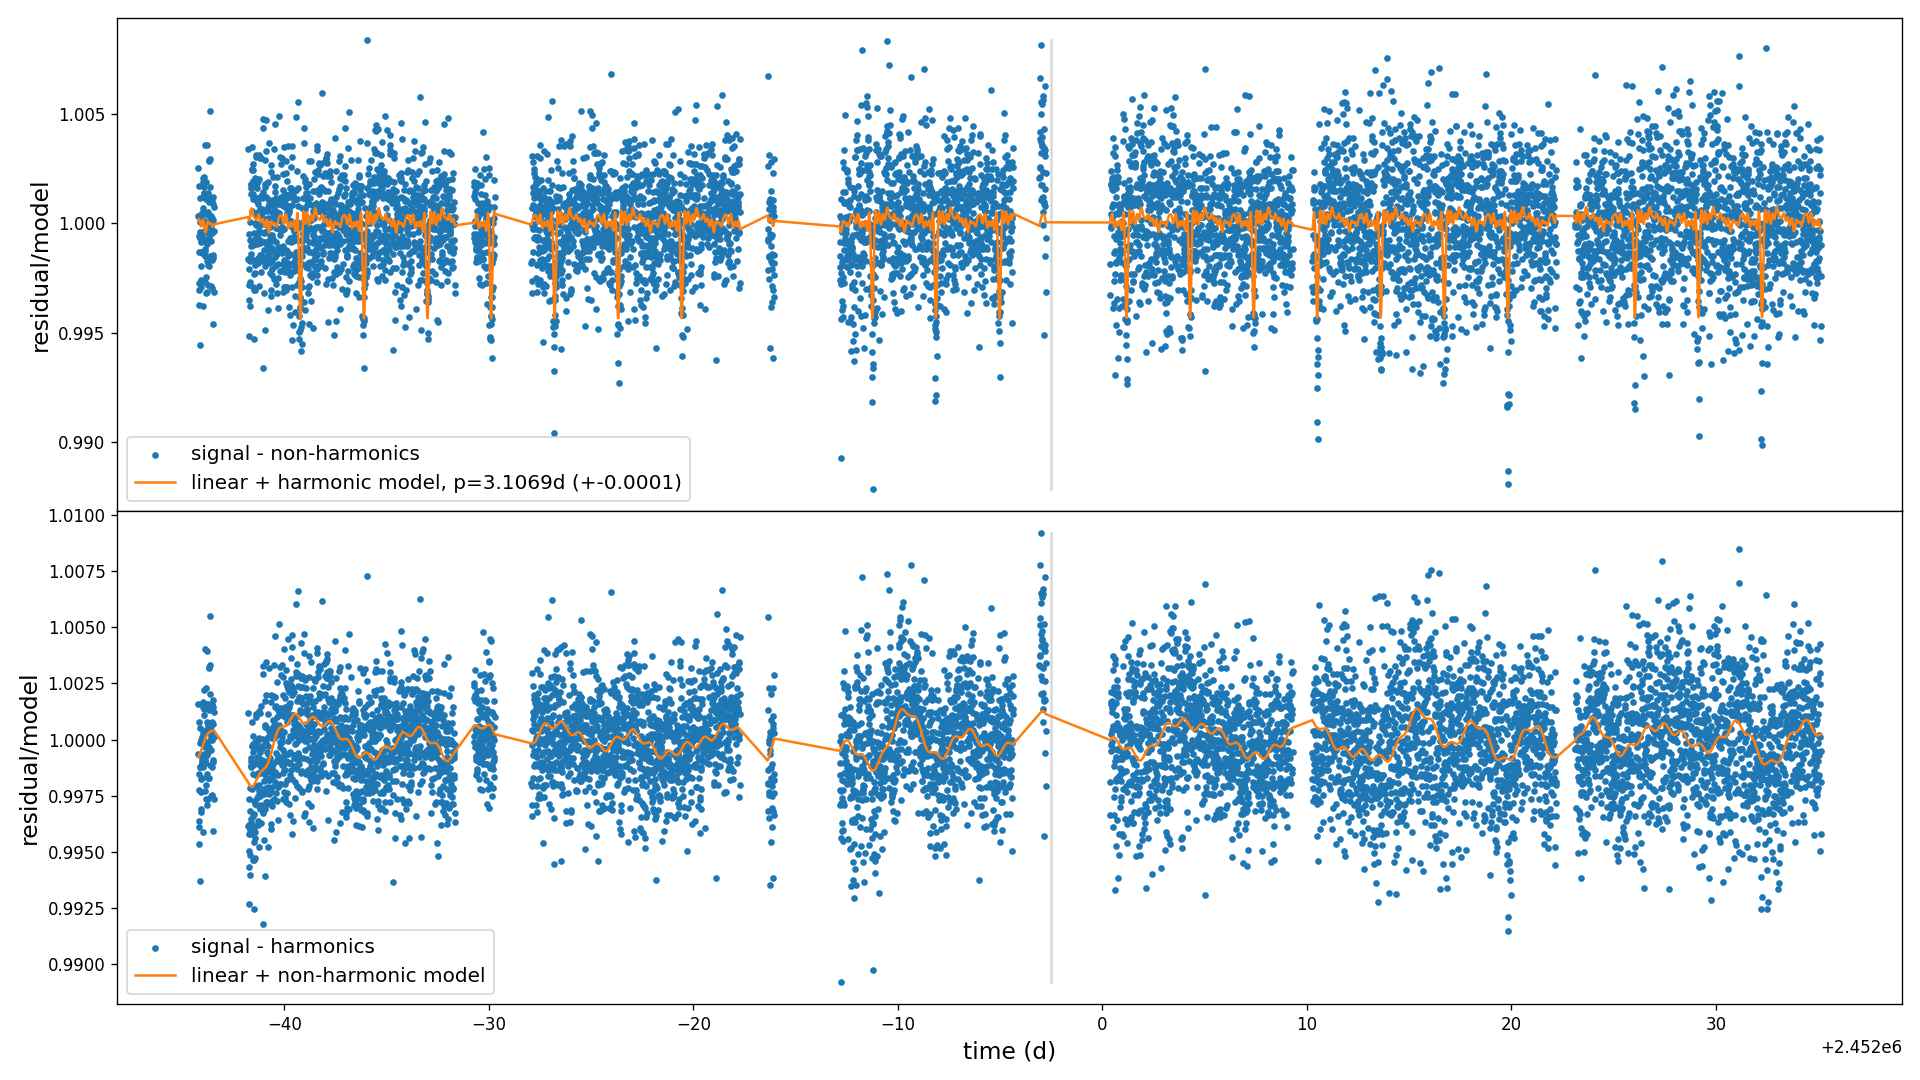 1.005
1.000
0.995
0.990
residual/model
signal - non-harmonics
linear + harmonic model, p=3.1069d (+-0.0001)
1.0100
1.0075
1.0050
1.0025
1.0000
0.9975
0.9950
0.9925
0.9900
residual/model
signal - harmonics
linear + non-harmonic model
−40 −30 −20 −10 0 10 20 30
time (d)
+2.452e6